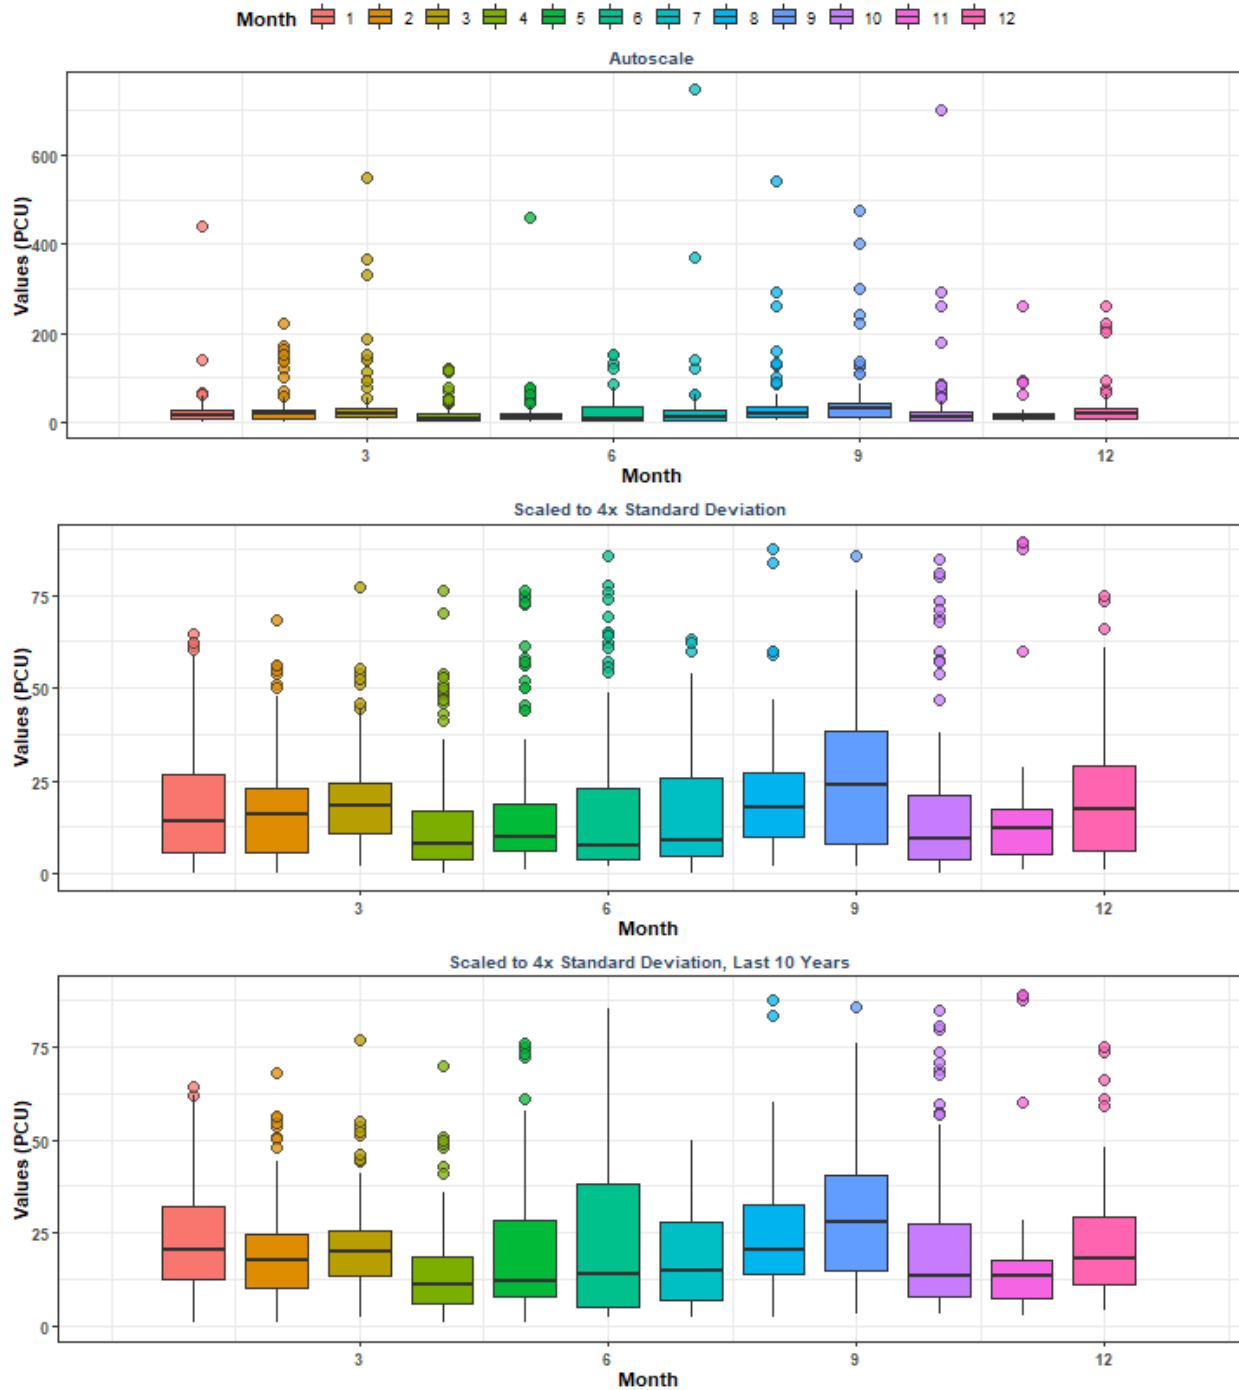 Month 1 2 3 4 5 6 7 8 9 10 11 12
Autoscale
Values (PCU)
600
400
200
0
3 6 9 12
Month
Scaled to 4x Standard Deviation
Values (PCU)
75
50
25
0
3 6 9 12
Month
Scaled to 4x Standard Deviation, Last 10 Years
Values (PCU)
75
50
25
0
3 6 9 12
Month